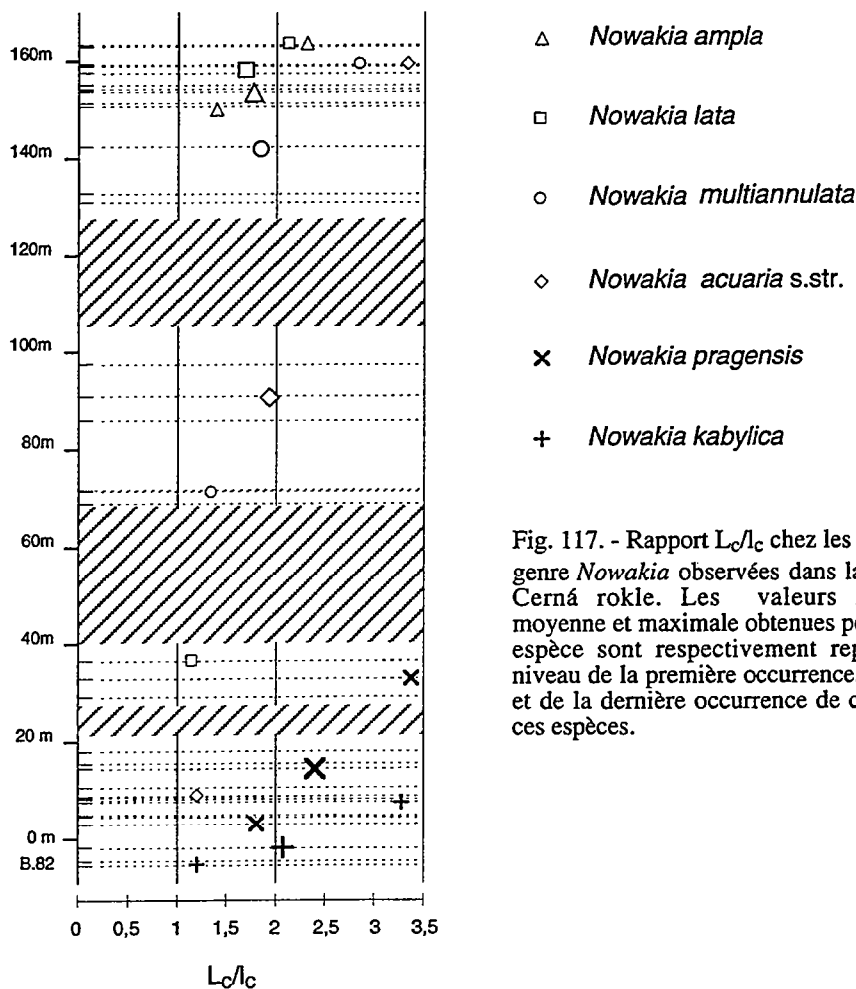 160m
140m
120m
100m
80m
60m
40m
20 m
0 m
B.82
0 0,5 1 1,5 2 2,5 3 3,5
Lc/lc
Nowakia ampla
Nowakia lata
Nowakia multiannulata
Nowakia acuaria s.str.
Nowakia pragensis
Nowakia kabylica
Fig. 117. - Rapport Lc/lc chez les
genre Nowakia observées dans la
Cerná rokle. Les valeurs
moyenne et maximale obtenues
espèce sont respectivement
niveau de la première occurrence
et de la dernière occurrence de
ces espèces.